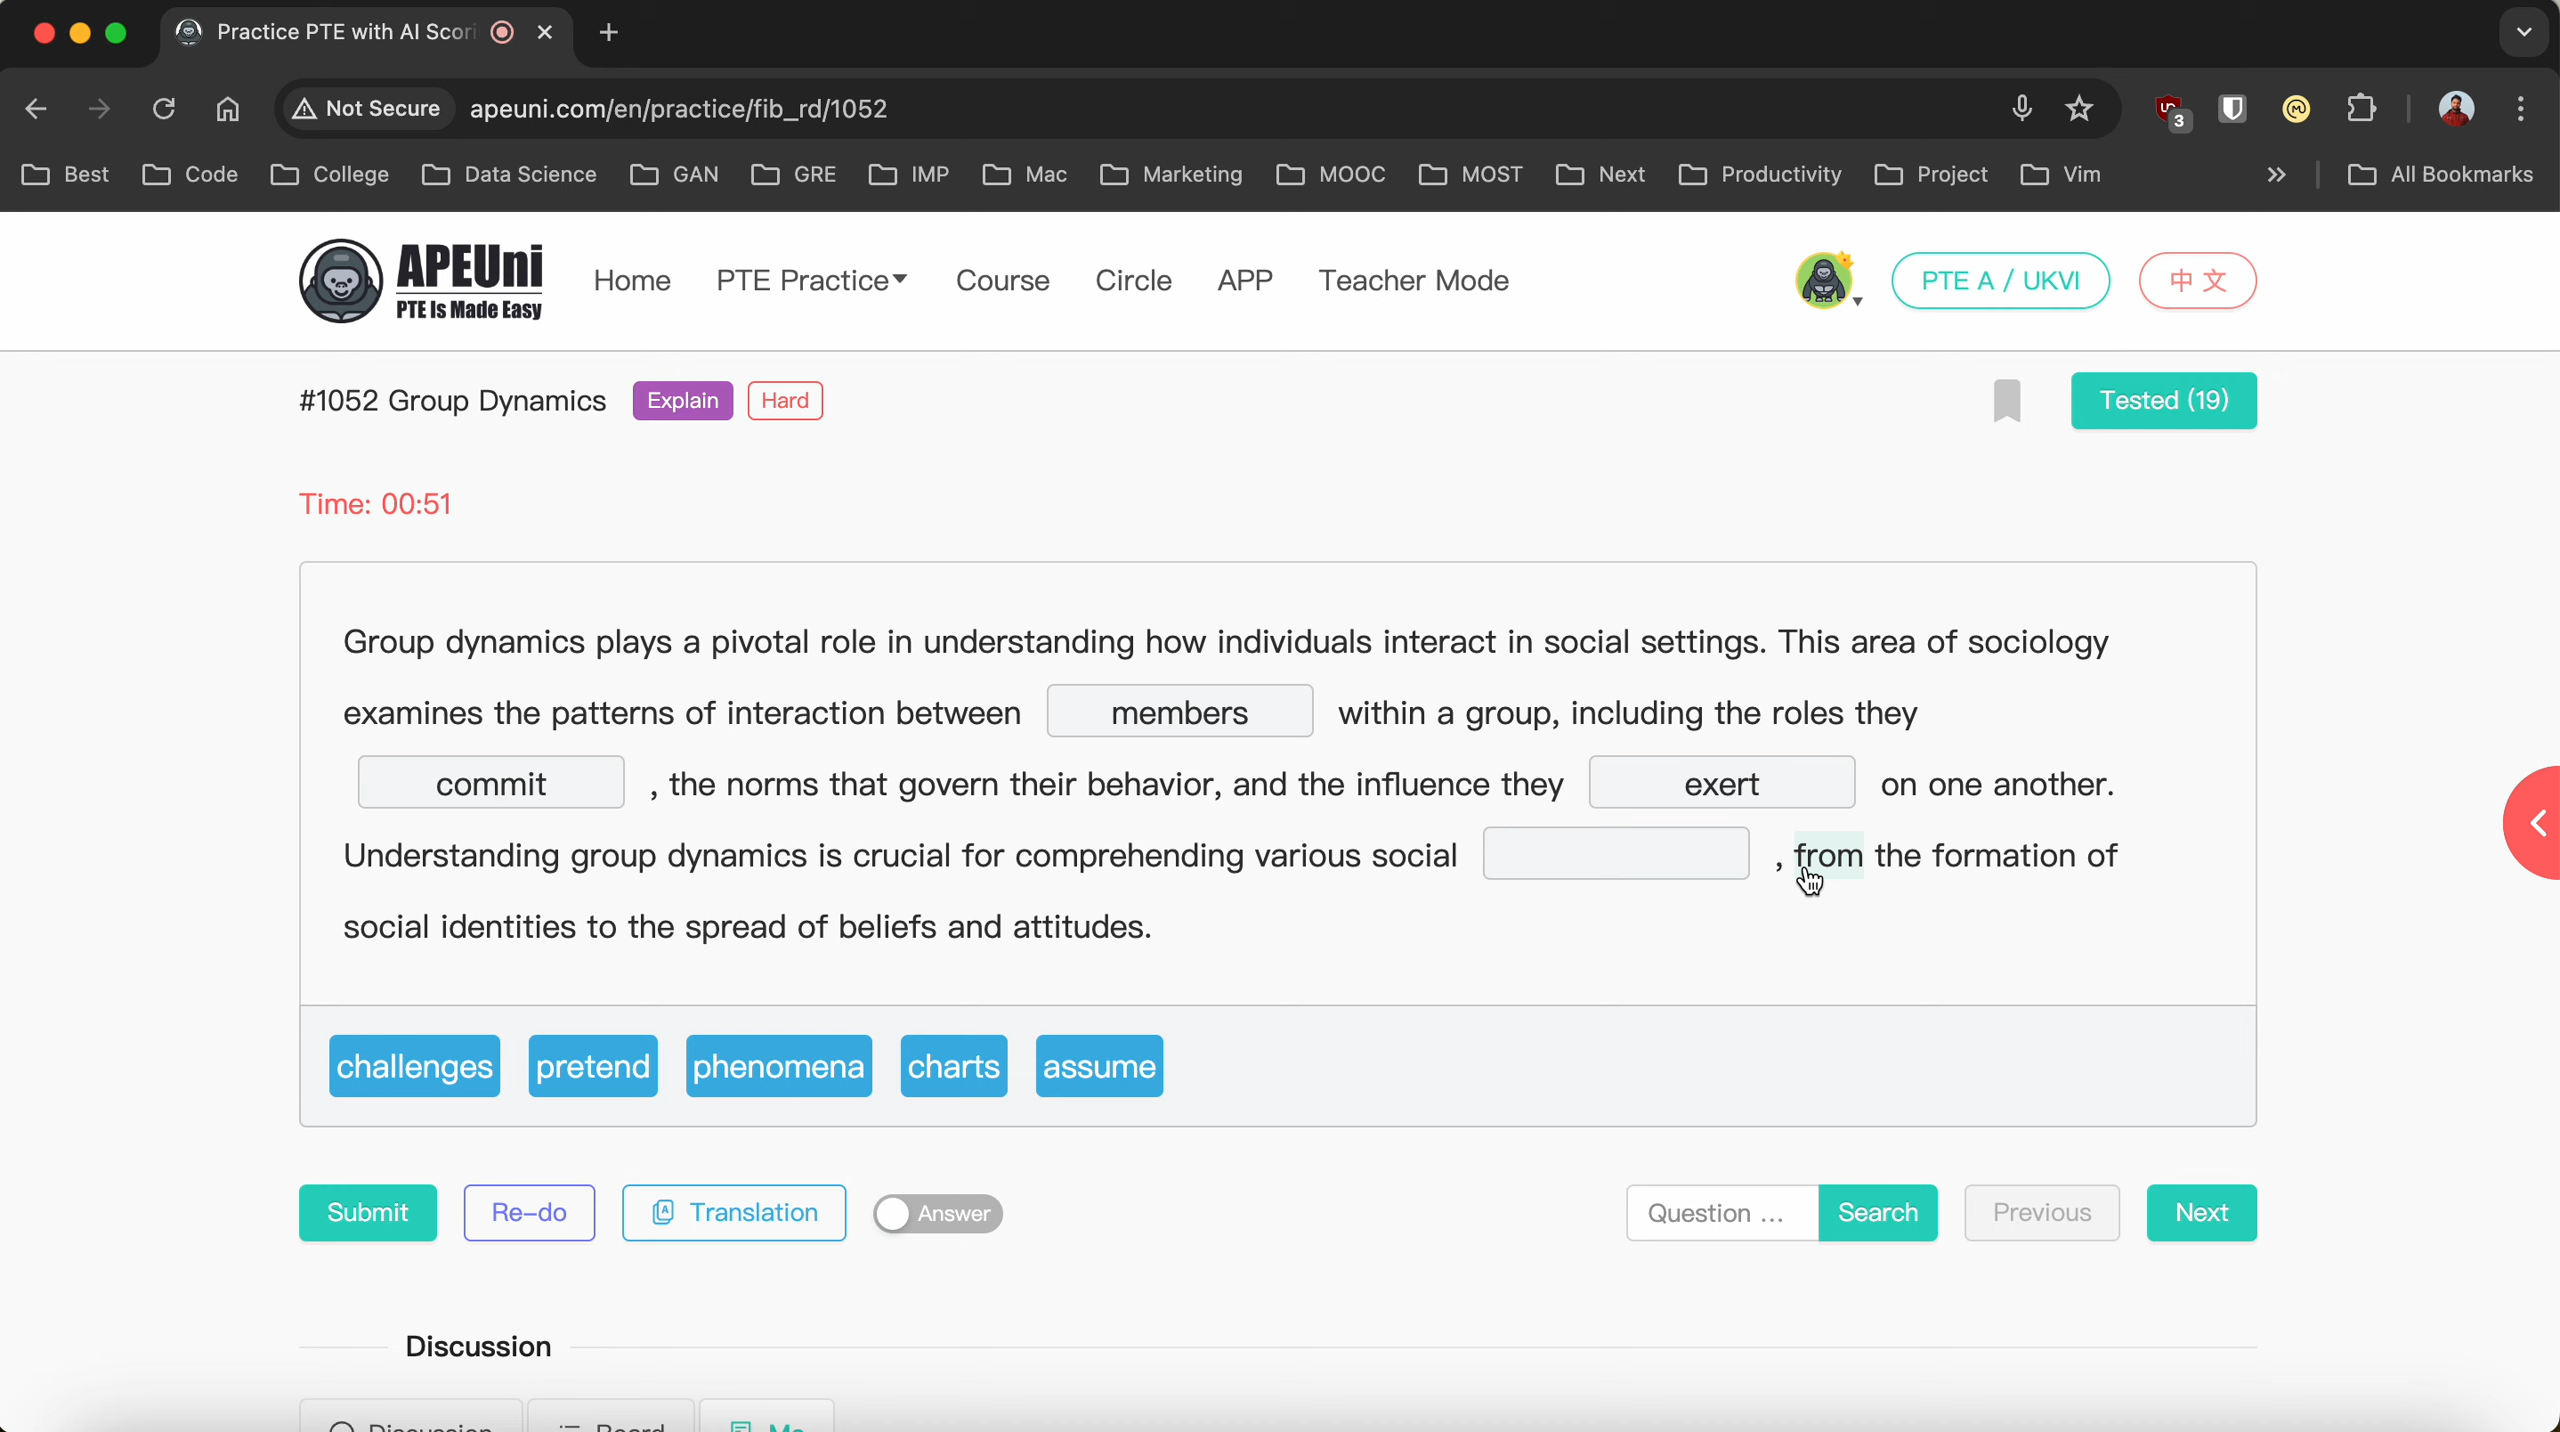 Practice PTE with AI Scori
Not Secure apeuni.com/en/practice/fib_rd/1052
3
Best Code College Data Science GAN GRE IMP Mac Marketing MOOC MOST Next Productivity Project Vim All Bookmarks
APEUni
PTE Is Made Easy
Home PTE Practice Course Circle APP Teacher Mode PTE A / UKVI 中文
#1052 Group Dynamics Explain Hard Tested (19)
Time: 00:51
Group dynamics plays a pivotal role in understanding how individuals interact in social settings. This area of sociology
examines the patterns of interaction between members within a group, including the roles they
commit , the norms that govern their behavior, and the influence they exert on one another.
Understanding group dynamics is crucial for comprehending various social , from the formation of
social identities to the spread of beliefs and attitudes.
challenges pretend phenomena charts assume
Submit Re-do Translation Answer Question ... Search Previous Next
Discussion
Discussion Board Me